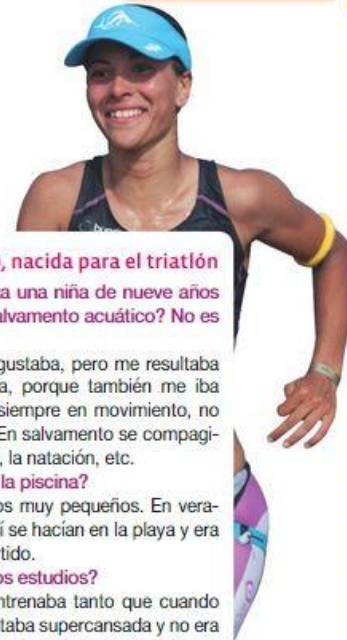 , nacida para el triatlón
a una niña de nueve años
alvamento acuático? No es
gustaba, pero me resultaba
a, porque también me iba
siempre en movimiento, no
En salvamento se compagi-
, la natación, etc.
la piscina?
os muy pequeños. En vera-
í se hacían en la playa y era
tido.
os estudios?
ntrenaba tanto que cuando
taba supercansada y no era